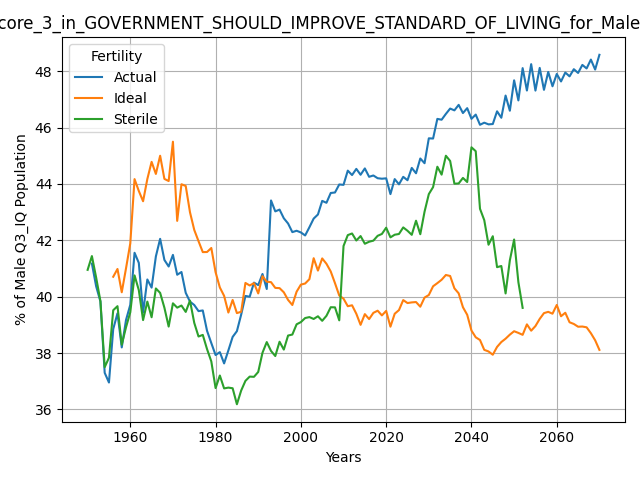 core_3_in_GOVERNMENT_SHOULD_IMPROVE_STANDARD_OF_LIVING_for_Male
Fertility
Actual
Ideal
Sterile
% of Male Q3_IQ Population
48
46
44
42
40
38
36
1960
1980
2000
2020
2040
2060
Years